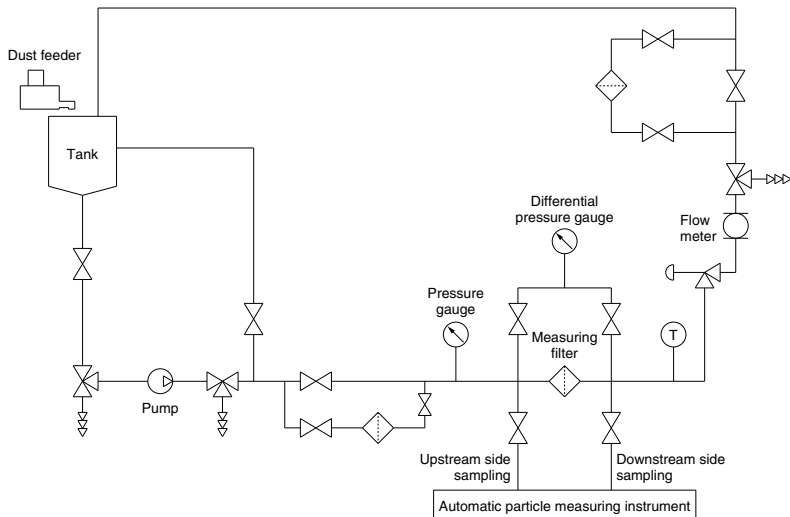 Dust feeder
Tank
Differential
pressure gauge
Flow
meter
Pressure
gauge
Measuring
filter
T
Pump
Upstream side
sampling
Downstream side
sampling
Automatic particle measuring instrument